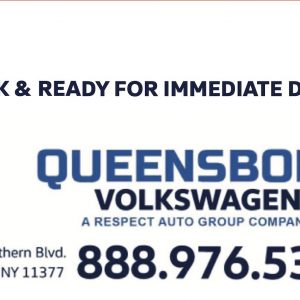 K & READY FOR IMMEDIATE D
QUEENSBO
VOLKSWAGEN
A RESPECT AUTO GROUP COMPAN
thern Blvd.
NY 11377
888.976.53